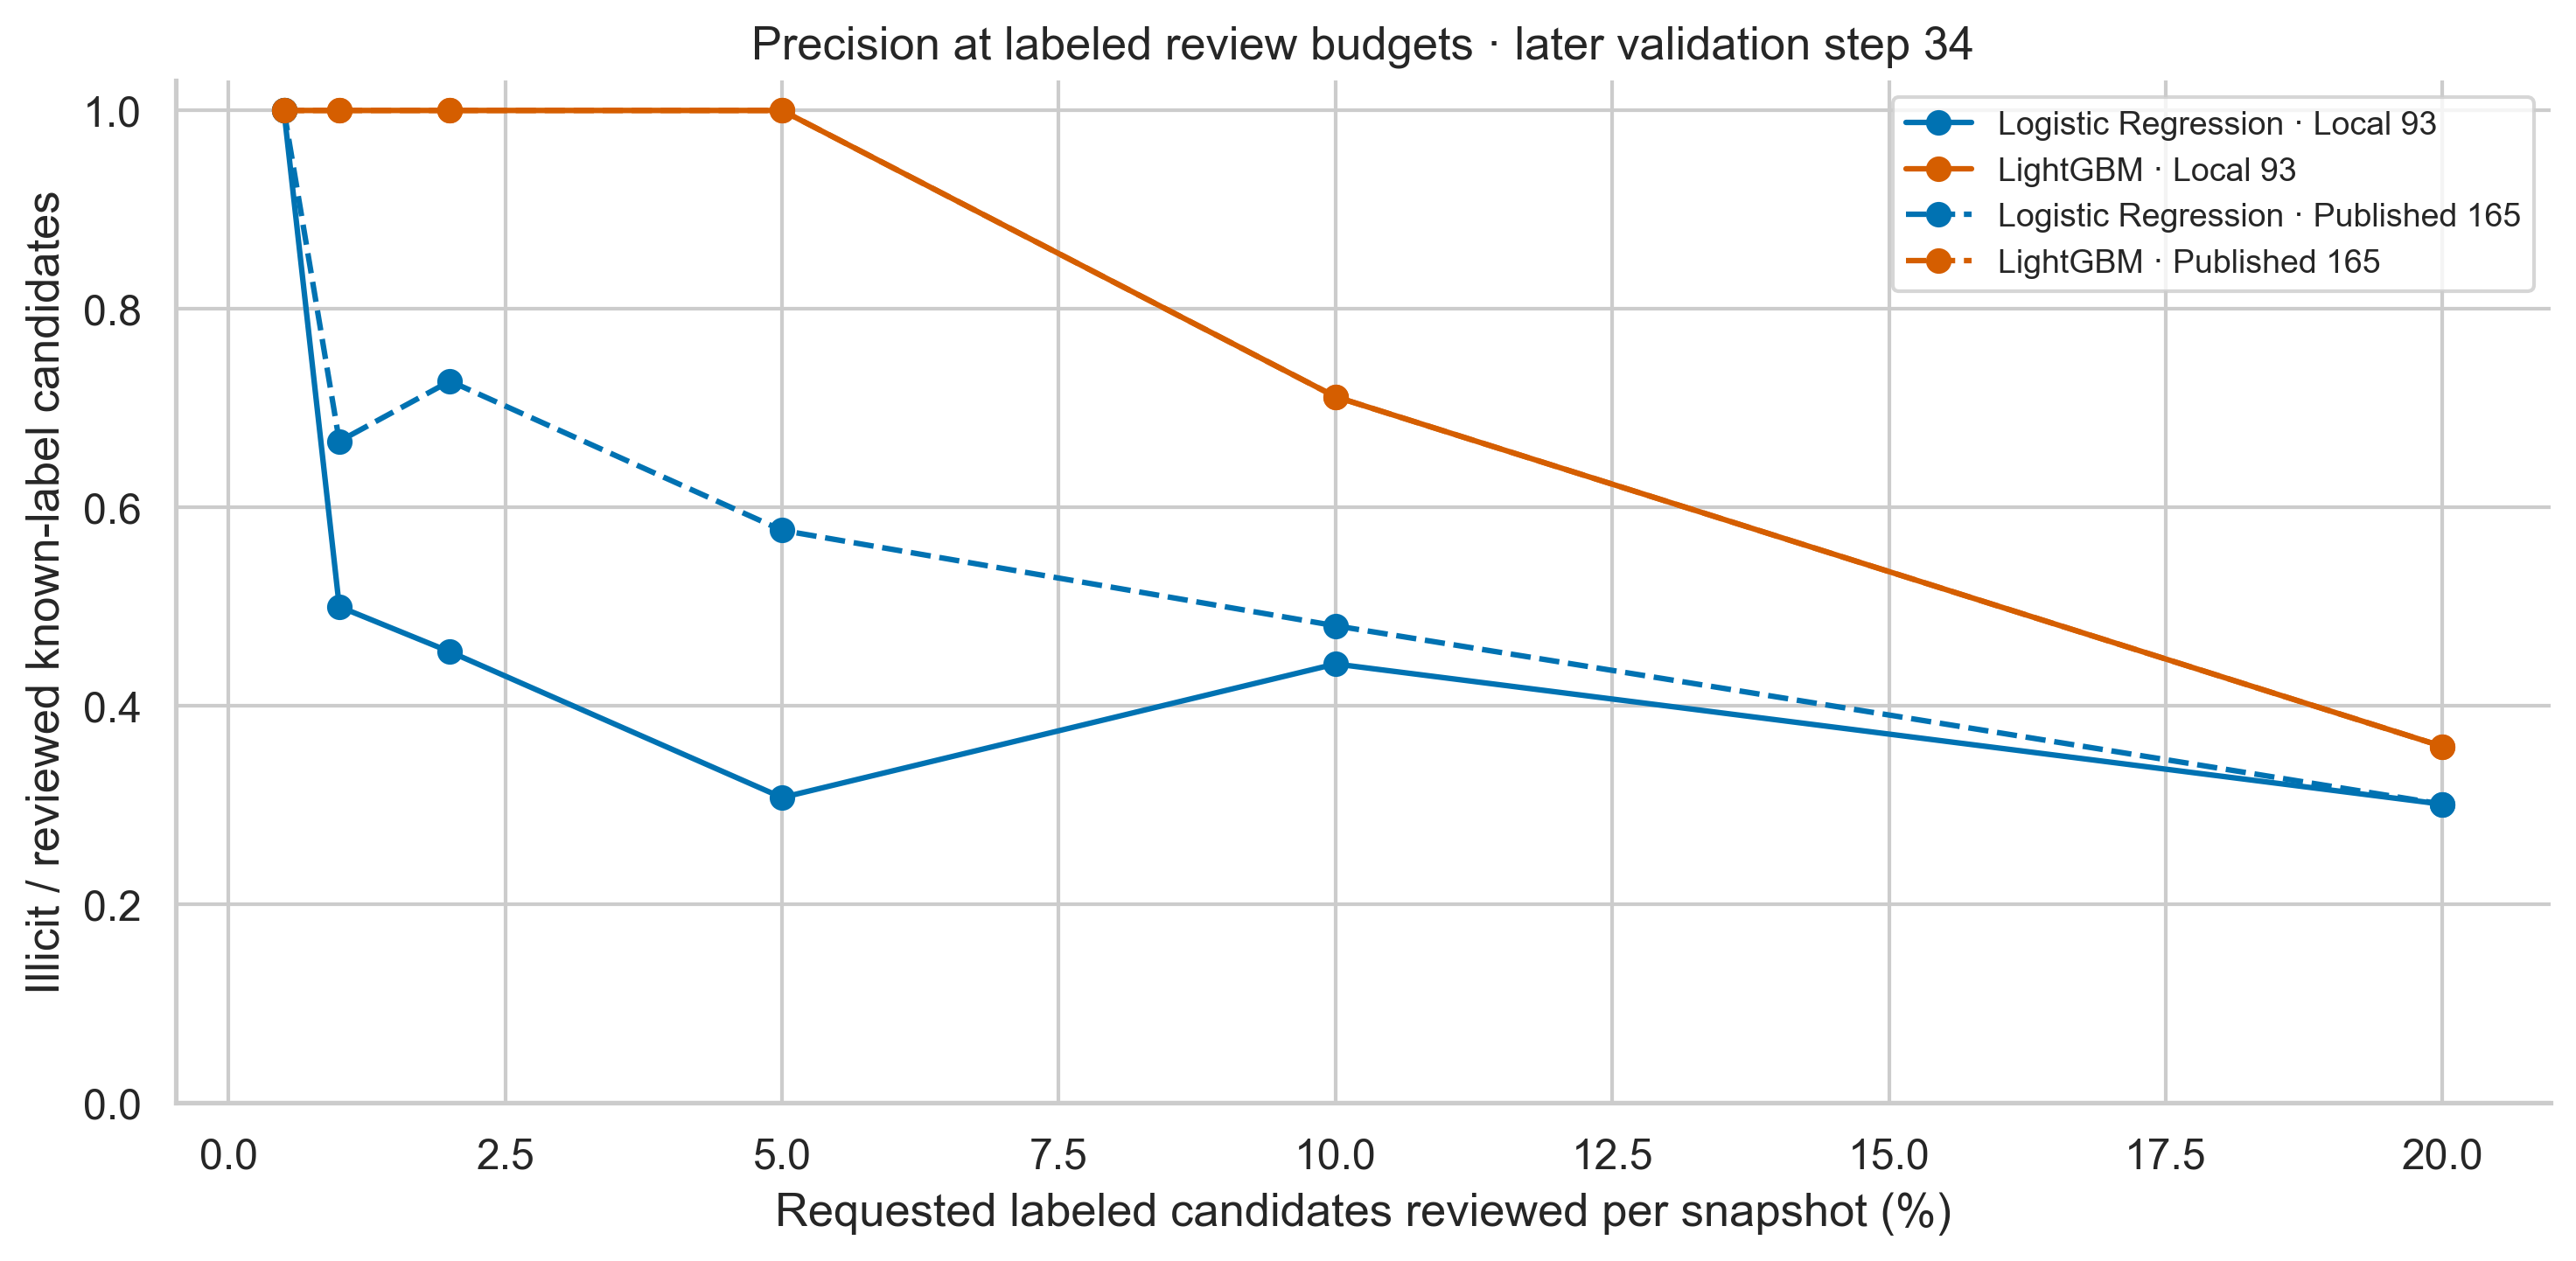 Precision at labeled review budgets · later validation step 34
Illicit / reviewed known-label candidates
1.0
0.8
0.6
0.4
0.2
0.0
Logistic Regression · Local 93
LightGBM · Local 93
Logistic Regression · Published 165
LightGBM · Published 165
0.0 2.5 5.0 7.5 10.0 12.5 15.0 17.5 20.0
Requested labeled candidates reviewed per snapshot (%)